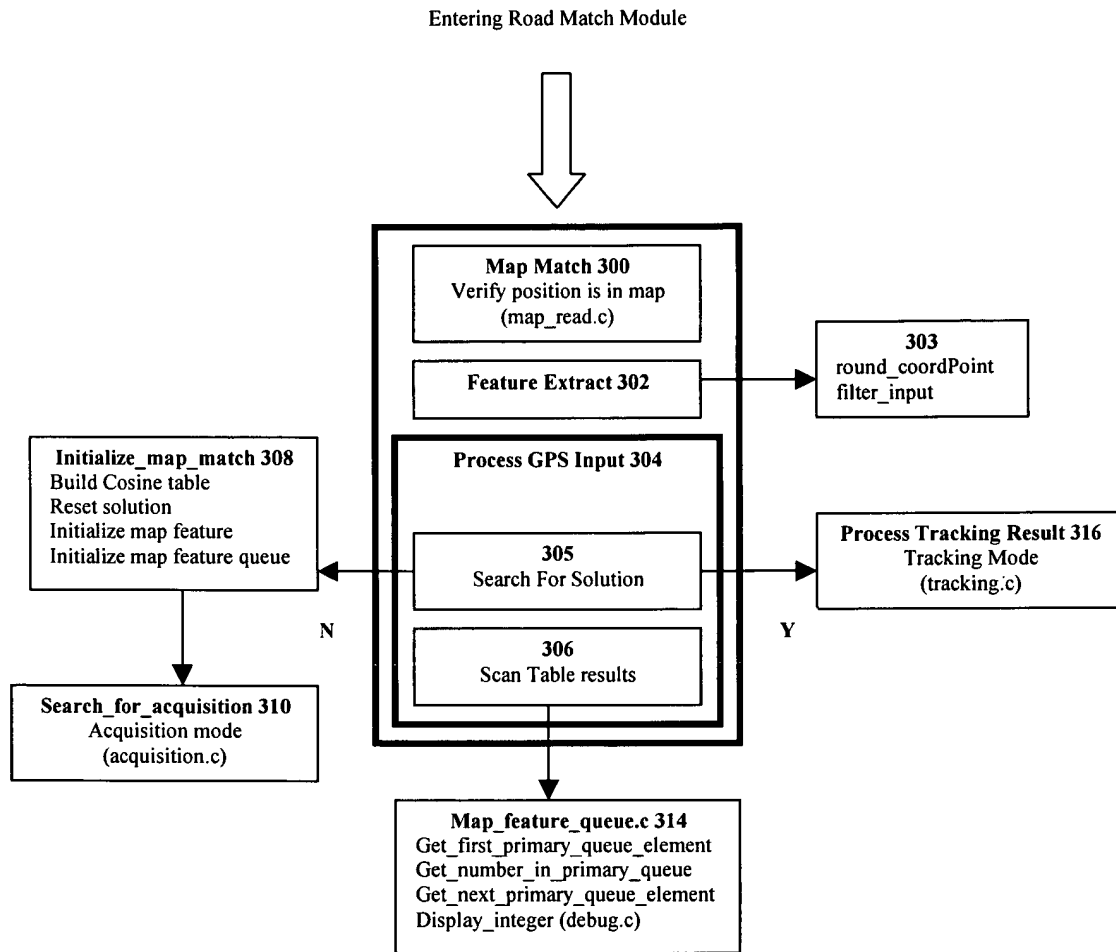 Entering Road Match Module
Map Match 300
Verify position is in map
(map_read.c)
Feature Extract 302
303
round_coordPoint
filter_input
Process GPS Input 304
Initialize_map_match 308
Build Cosine table
Reset solution
Initialize map feature
Initialize map feature queue
305
Search For Solution
Process Tracking Result 316
Tracking Mode
(tracking.c)
N
Y
306
Scan Table results
Search_for_acquisition 310
Acquisition mode
(acquisition.c)
Map_feature_queue.c 314
Get_first_primary_queue_element
Get_number_in_primary_queue
Get_next_primary_queue_element
Display_integer (debug.c)